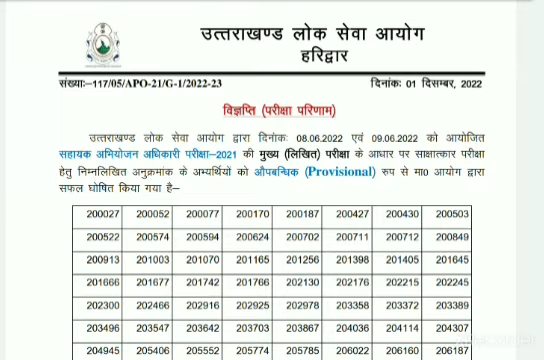 उत्तराखण्ड लोक सेवा आयोग
हरिद्वार
संख्याः–117/05/APO-21/G-1/2022-23 दिनांकः 01 दिसम्बर, 2022
विज्ञप्ति (परीक्षा परिणाम)
उत्तराखण्ड लोक सेवा आयोग द्वारा दिनांकः 08.06.2022 एवं 09.06.2022 को आयोजित
सहायक अभियोजन अधिकारी परीक्षा–2021 की मुख्य (लिखित) परीक्षा के आधार पर साक्षात्कार परीक्षा
हेतु निम्नलिखित अनुक्रमांक के अभ्यर्थियों को औपबन्धिक (Provisional) रुप से मा0 आयोग द्वारा
सफल घोषित किया गया है–
200027 200052 200077 200170 200187 200427 200430 200503
200522 200574 200594 200624 200702 200711 200712 200849
200913 201003 201070 201165 201256 201398 201405 201645
201666 201677 201742 201766 202130 202176 202215 202245
202300 202466 202916 202925 202978 203358 203372 203389
203496 203547 203642 203703 203867 204036 204114 204307
204945 205406 205552 205774 205785 206022 206160 206187